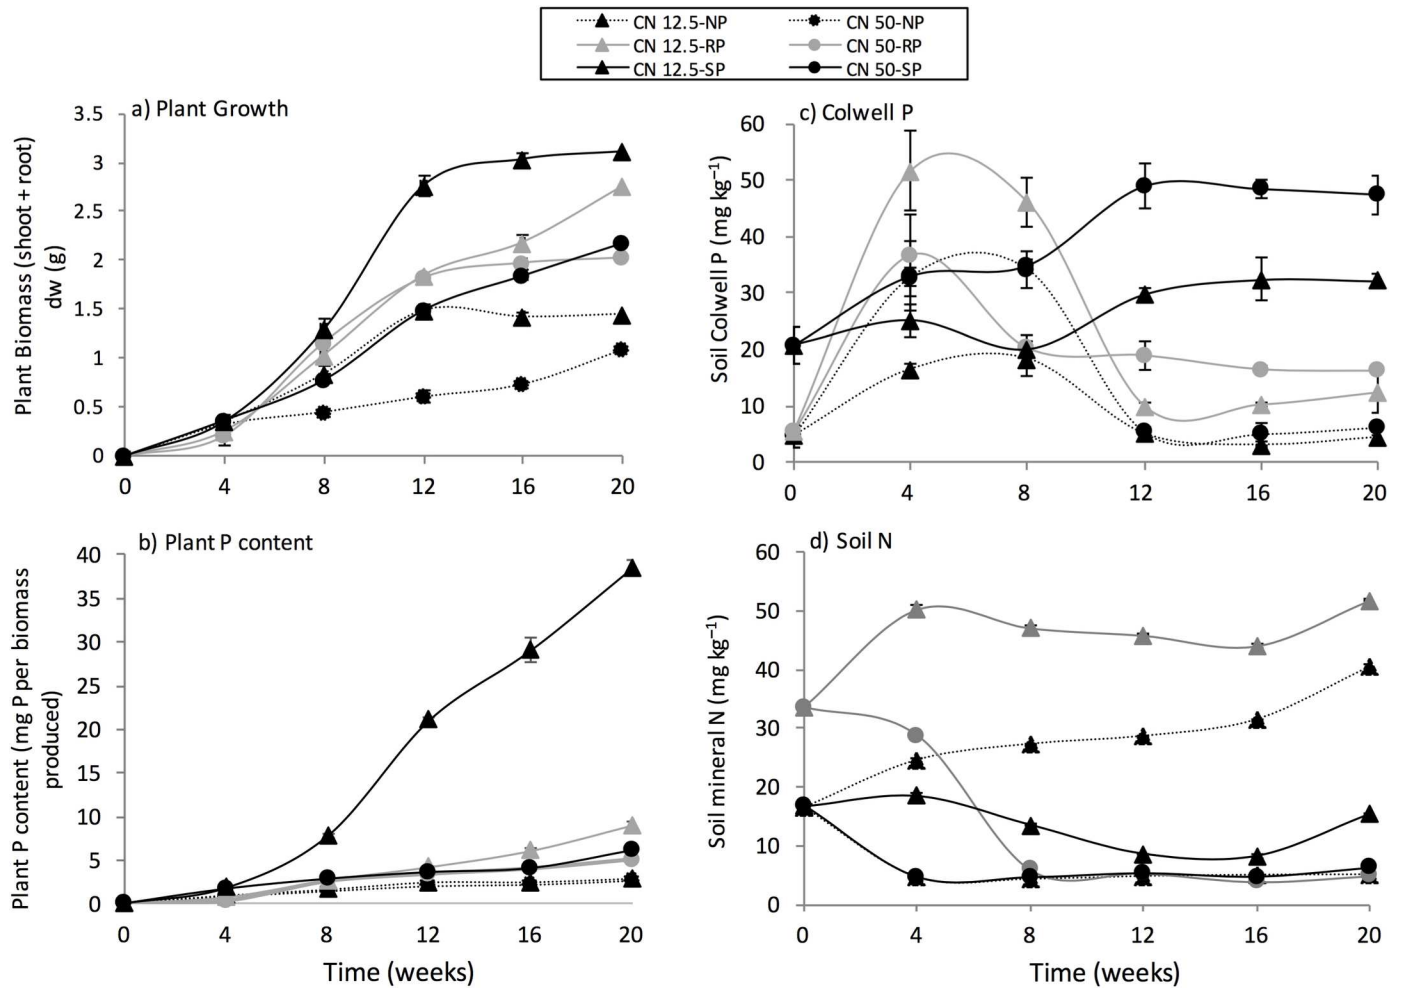 CN 12.5-NP CN 50-NP
CN 12.5-RP CN 50-RP
CN 12.5-SP CN 50-SP
a) Plant Growth
Plant Biomass (shoot + root)
dw (g)
3.5
3
2.5
2
1.5
1
0.5
0
0 4 8 12 16 20
c) Colwell P
Soil Colwell P (mg kg⁻¹)
60
50
40
30
20
10
0
0 4 8 12 16 20
b) Plant P content
Plant P content (mg P per biomass
produced)
40
35
30
25
20
15
10
5
0
0 4 8 12 16 20
Time (weeks)
d) Soil N
Soil mineral N (mg kg⁻¹)
60
50
40
30
20
10
0
0 4 8 12 16 20
Time (weeks)